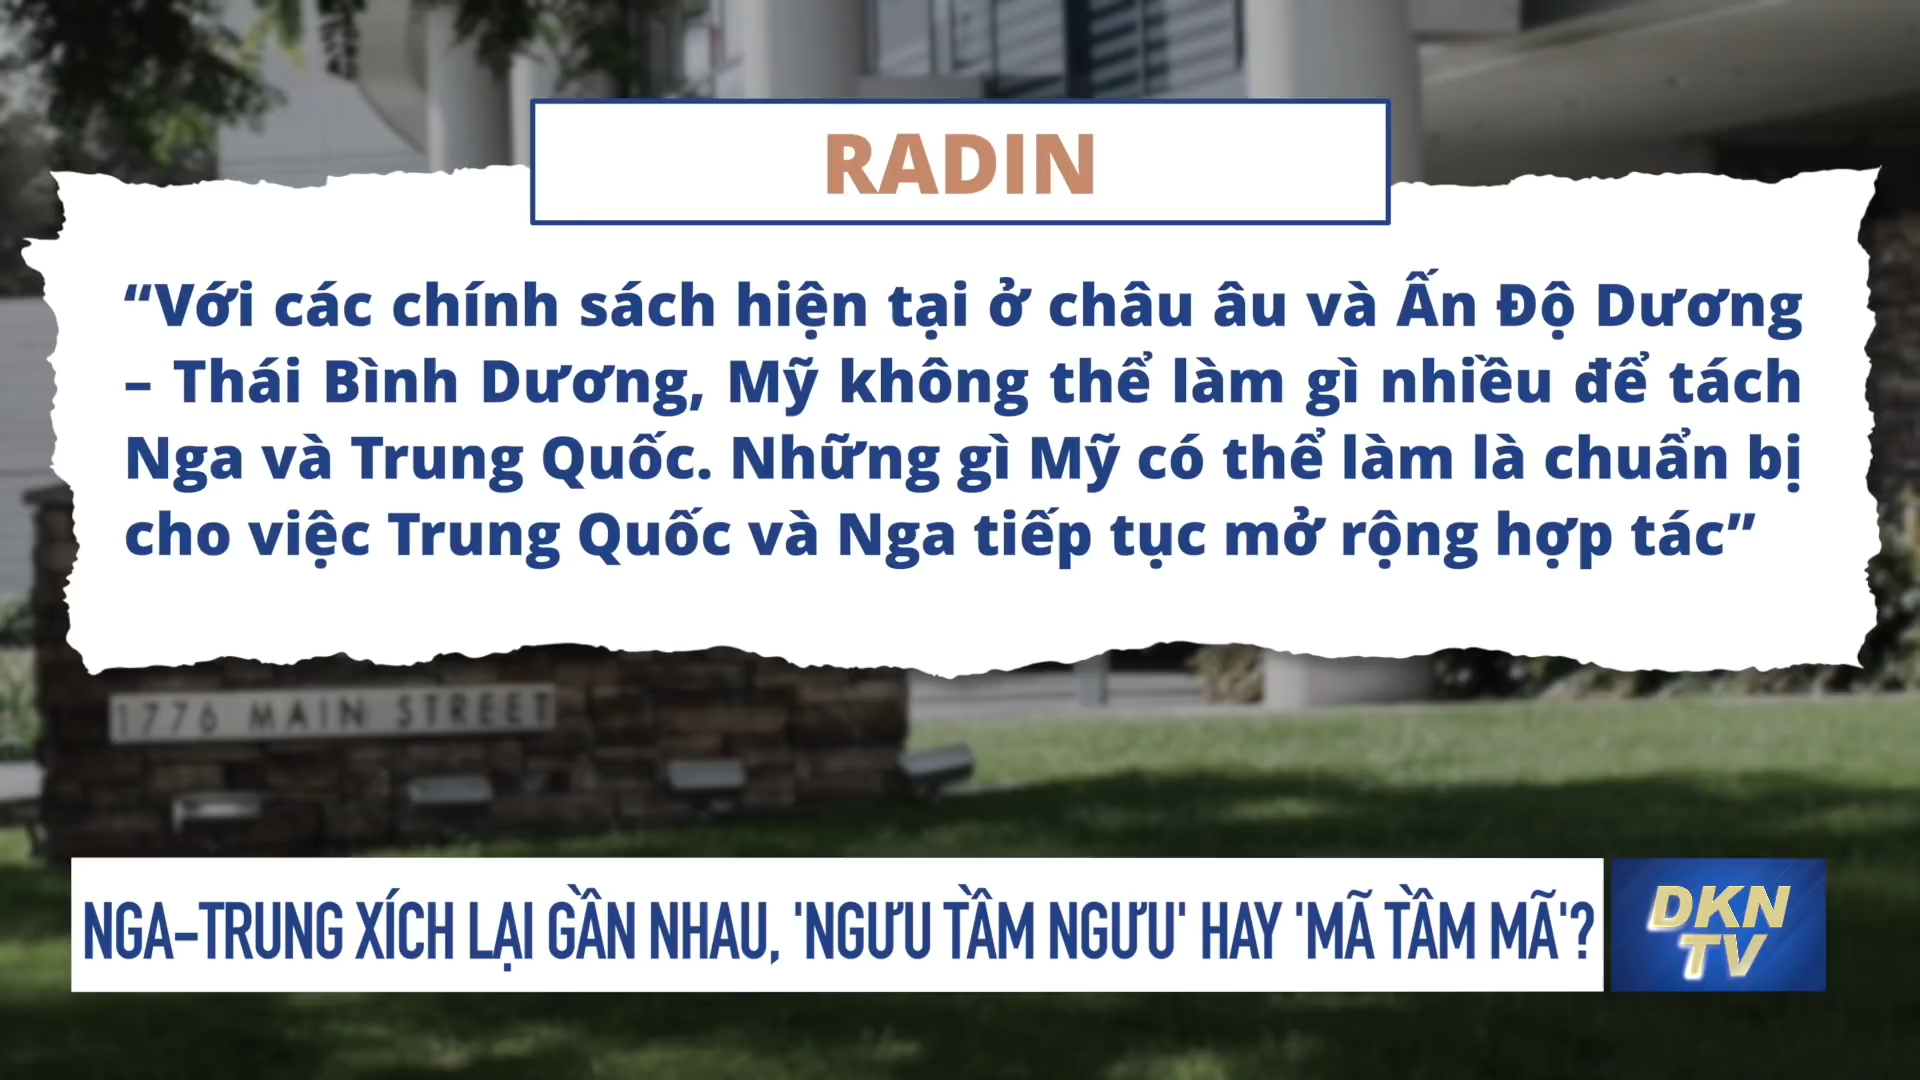 RADIN
“Với các chính sách hiện tại ở châu âu và Ấn Độ Dương
– Thái Bình Dương, Mỹ không thể làm gì nhiều để tách
Nga và Trung Quốc. Những gì Mỹ có thể làm là chuẩn bị
cho việc Trung Quốc và Nga tiếp tục mở rộng hợp tác”
1776 MAIN STREET
NGA-TRUNG XÍCH LẠI GẦN NHAU, 'NGƯU TẦM NGƯU' HAY 'MÃ TẦM MÃ'?
DKN
TV